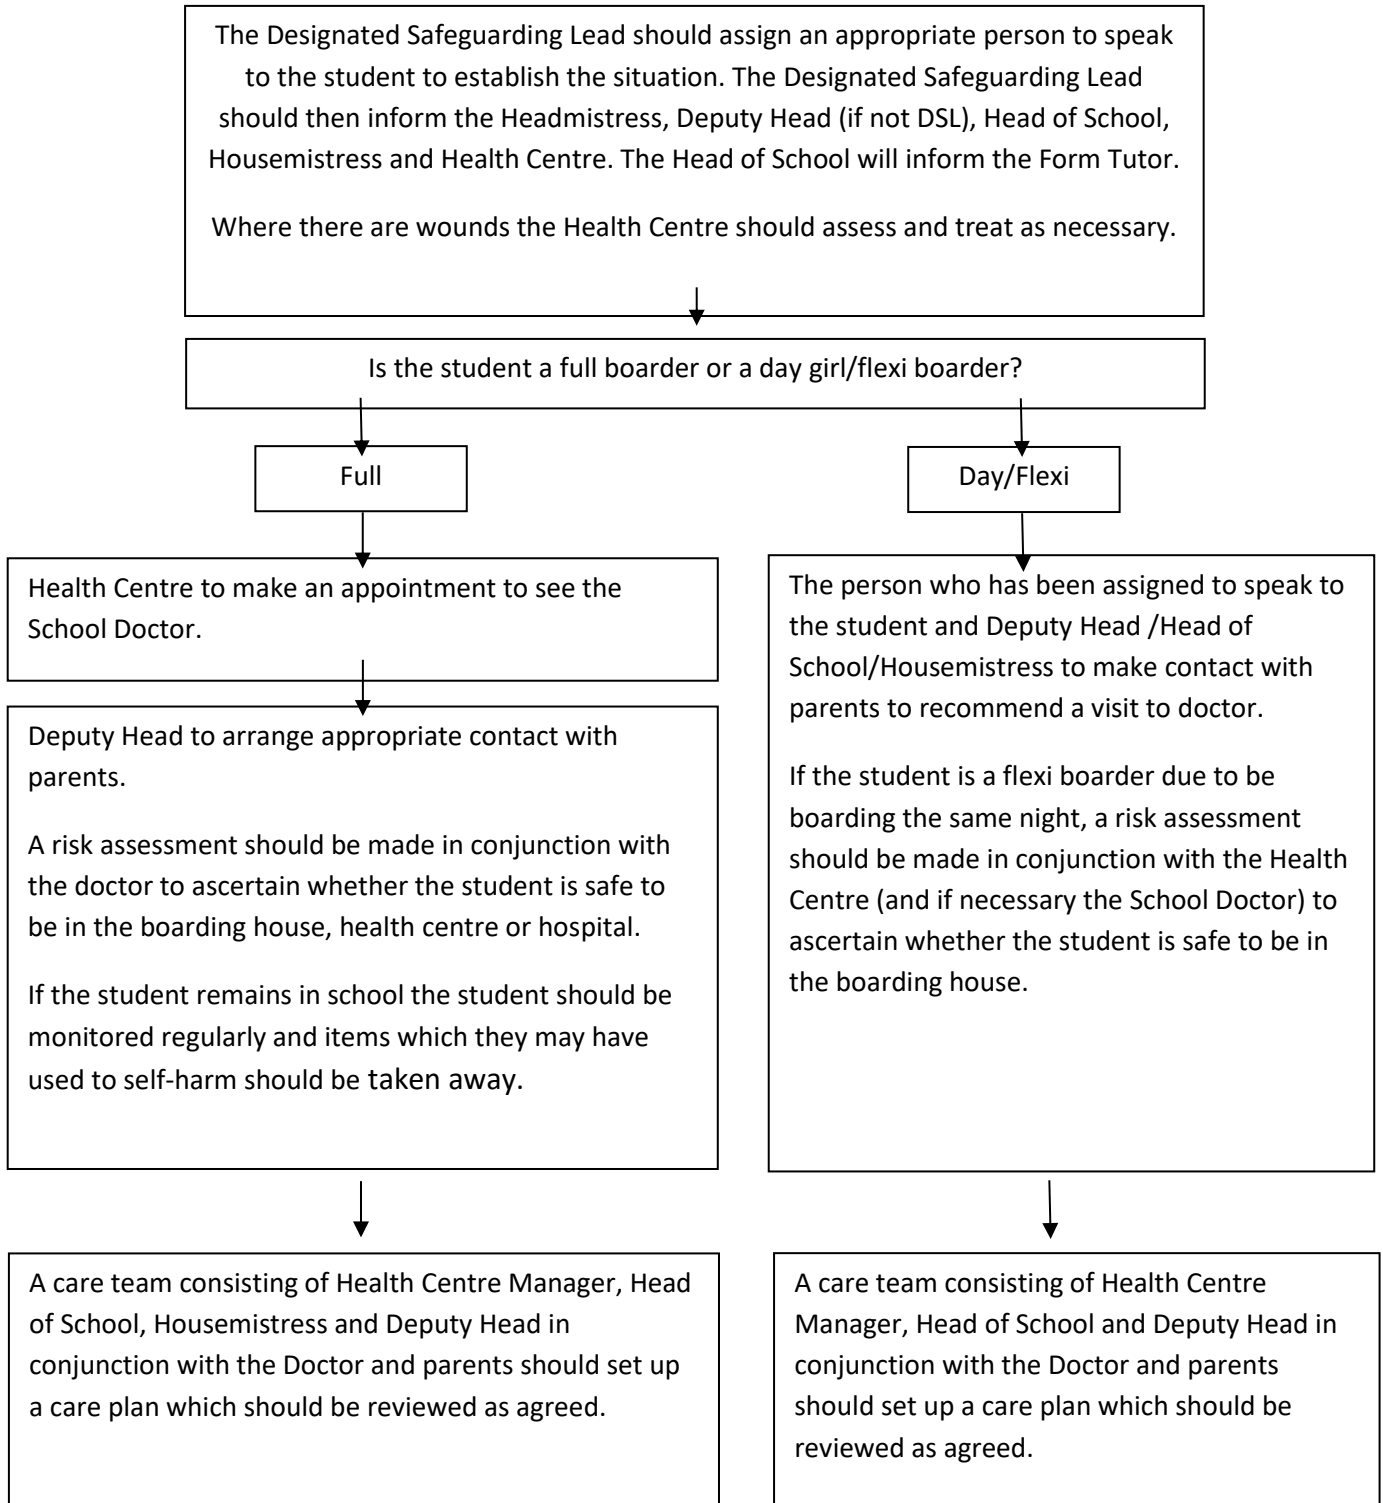 The Designated Safeguarding Lead should assign an appropriate person to speak
to the student to establish the situation. The Designated Safeguarding Lead
should then inform the Headmistress, Deputy Head (if not DSL), Head of School,
Housemistress and Health Centre. The Head of School will inform the Form Tutor.
Where there are wounds the Health Centre should assess and treat as necessary.
Is the student a full boarder or a day girl/flexi boarder?
Full
Day/Flexi
Health Centre to make an appointment to see the
School Doctor.
Deputy Head to arrange appropriate contact with
parents.
A risk assessment should be made in conjunction with
the doctor to ascertain whether the student is safe to
be in the boarding house, health centre or hospital.
If the student remains in school the student should be
monitored regularly and items which they may have
used to self-harm should be taken away.
The person who has been assigned to speak to
the student and Deputy Head /Head of
School/Housemistress to make contact with
parents to recommend a visit to doctor.
If the student is a flexi boarder due to be
boarding the same night, a risk assessment
should be made in conjunction with the Health
Centre (and if necessary the School Doctor) to
ascertain whether the student is safe to be in
the boarding house.
A care team consisting of Health Centre Manager, Head
of School, Housemistress and Deputy Head in
conjunction with the Doctor and parents should set up
a care plan which should be reviewed as agreed.
A care team consisting of Health Centre
Manager, Head of School and Deputy Head in
conjunction with the Doctor and parents
should set up a care plan which should be
reviewed as agreed.